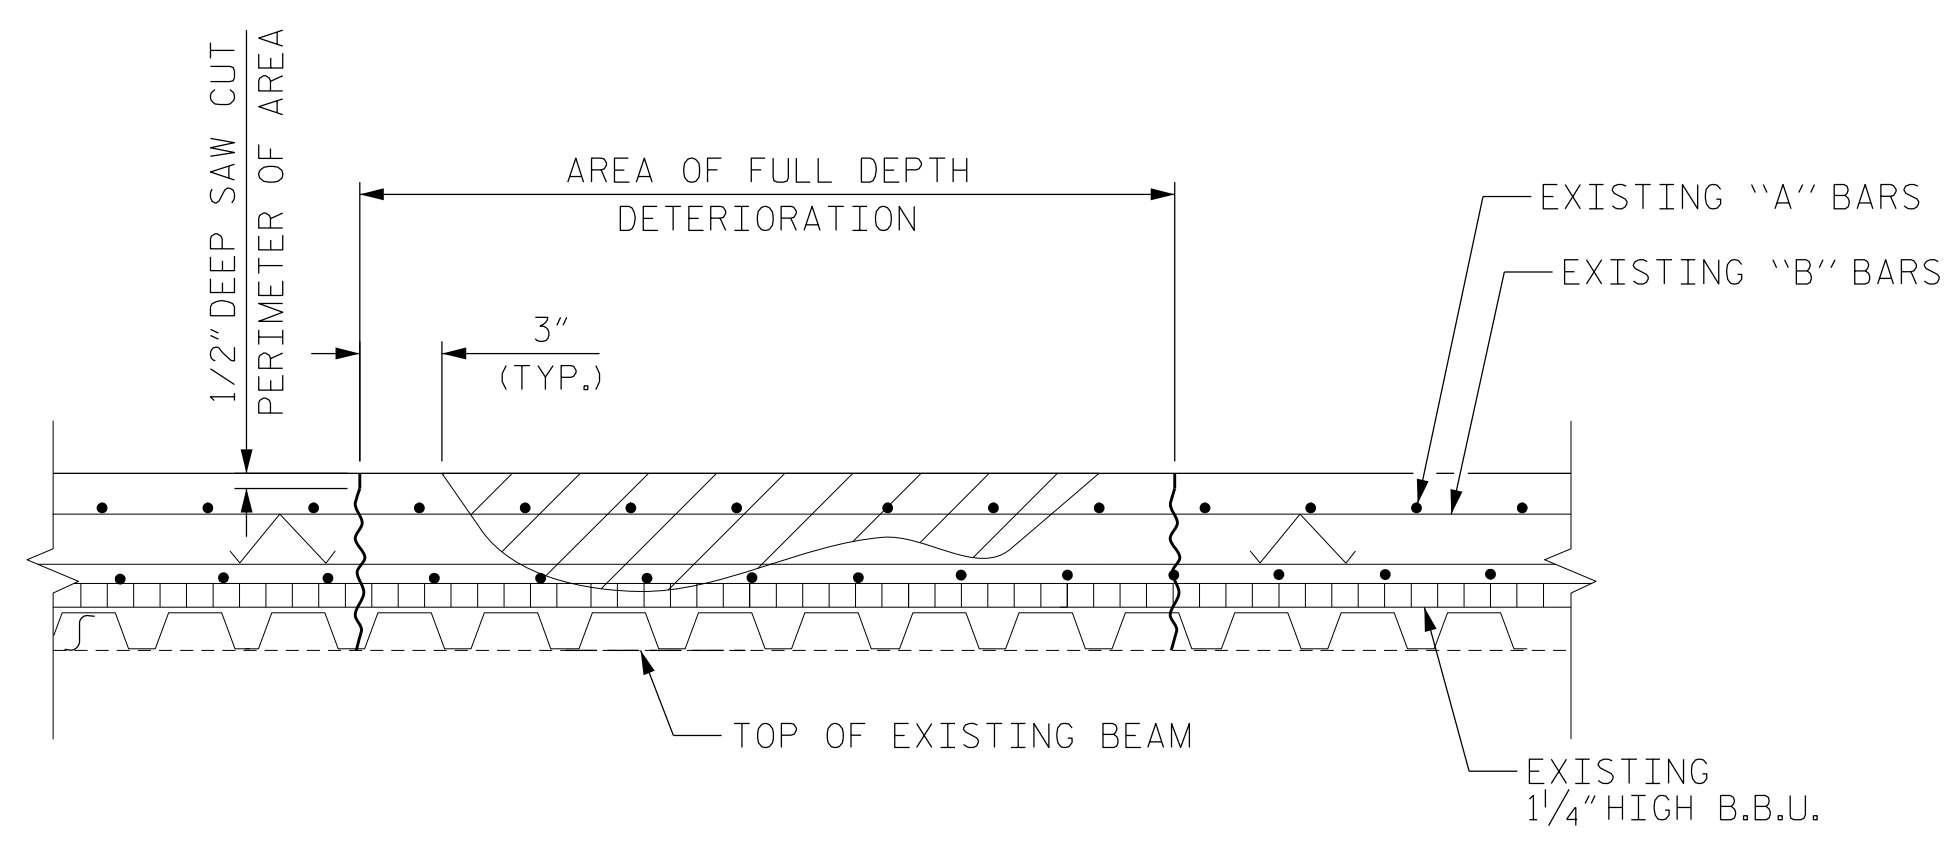 1/2" DEEP SAW CUT
PERIMETER OF AREA
AREA OF FULL DEPTH
DETERIORATION
3"
(TYP.)
EXISTING ‵‵A′′ BARS
EXISTING ‵‵B′′ BARS
TOP OF EXISTING BEAM
EXISTING
1 1/4" HIGH B.B.U.